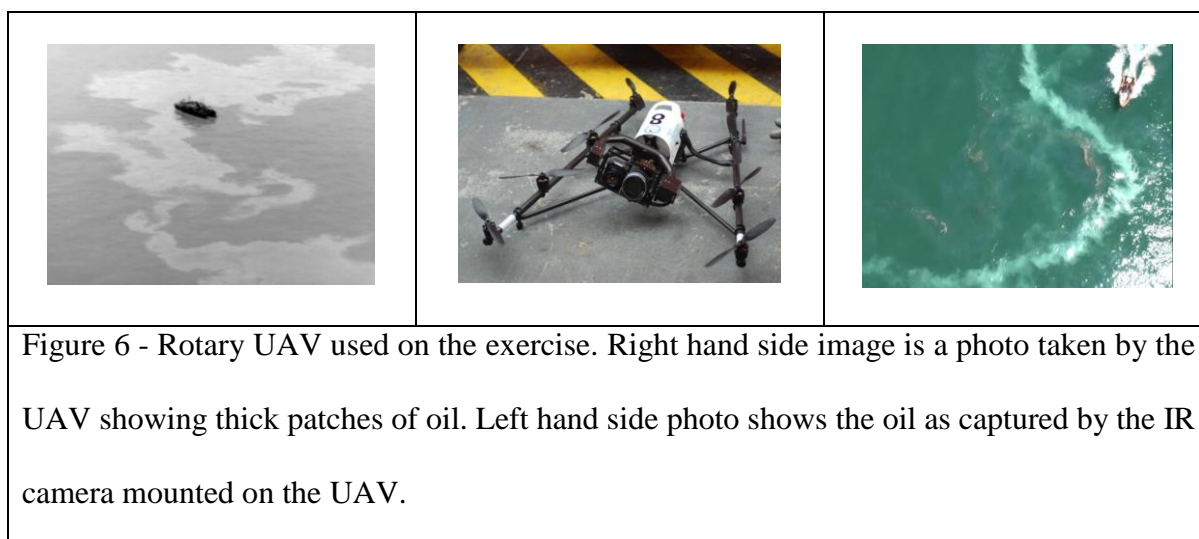 8
Figure 6 - Rotary UAV used on the exercise. Right hand side image is a photo taken by the
UAV showing thick patches of oil. Left hand side photo shows the oil as captured by the IR
camera mounted on the UAV.